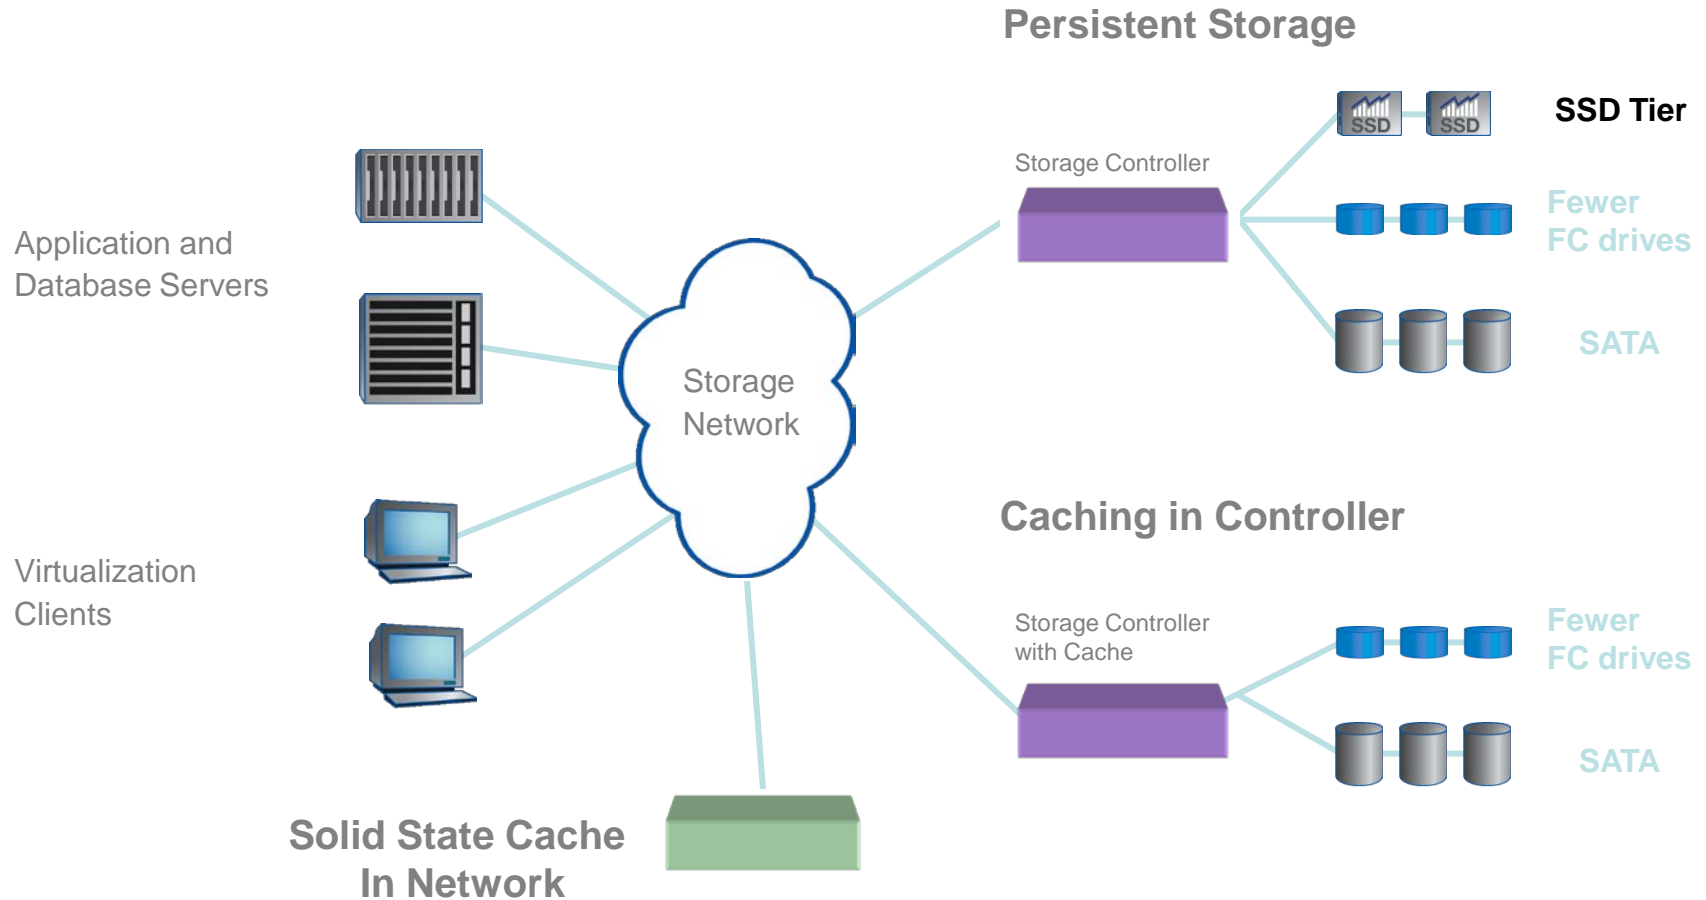 Persistent Storage
SSD
SSD
SSD Tier
Storage Controller
Fewer
FC drives
SATA
Application and
Database Servers
Storage
Network
Virtualization
Clients
Caching in Controller
Storage Controller
with Cache
Fewer
FC drives
SATA
Solid State Cache
In Network